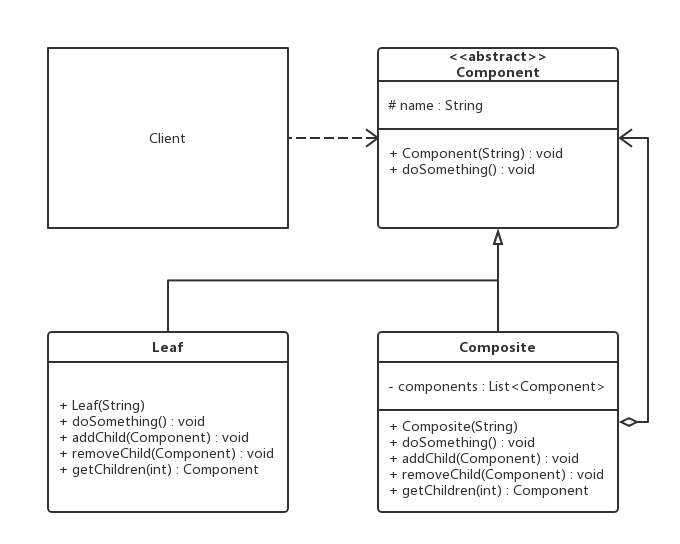 Client
<<abstract>>
Component
# name : String
+ Component(String) : void
+ doSomething() : void
Leaf
+ Leaf(String)
+ doSomething() : void
+ addChild(Component) : void
+ removeChild(Component) : void
+ getChildren(int) : Component
Composite
- components : List<Component>
+ Composite(String)
+ doSomething() : void
+ addChild(Component) : void
+ removeChild(Component) : void
+ getChildren(int) : Component